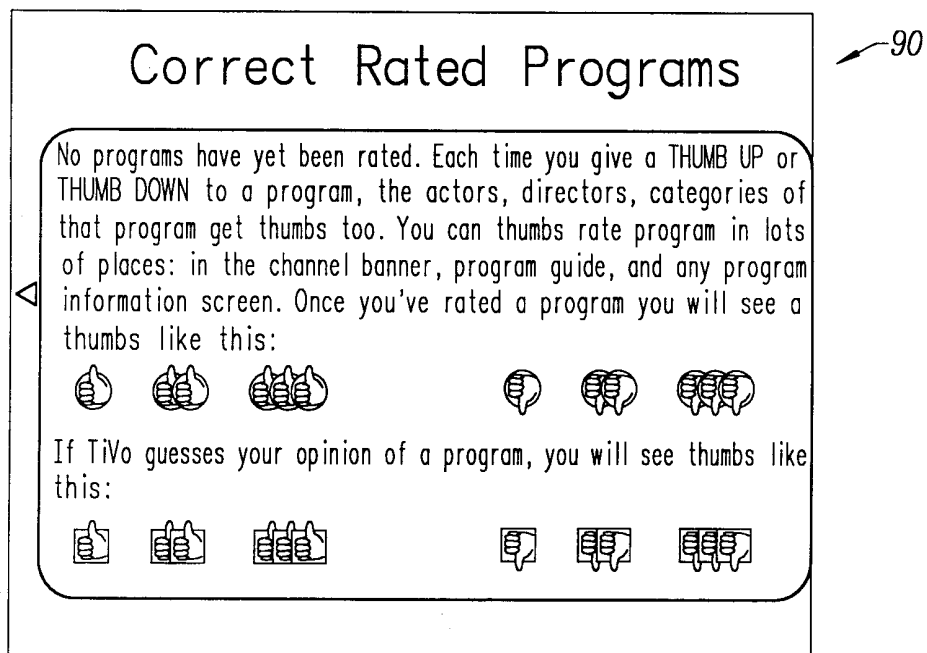 Correct Rated Programs
90
No programs have yet been rated. Each time you give a THUMB UP or
THUMB DOWN to a program, the actors, directors, categories of
that program get thumbs too. You can thumbs rate program in lots
of places: in the channel banner, program guide, and any program
information screen. Once you've rated a program you will see a
thumbs like this:
If TiVo guesses your opinion of a program, you will see thumbs like
this: